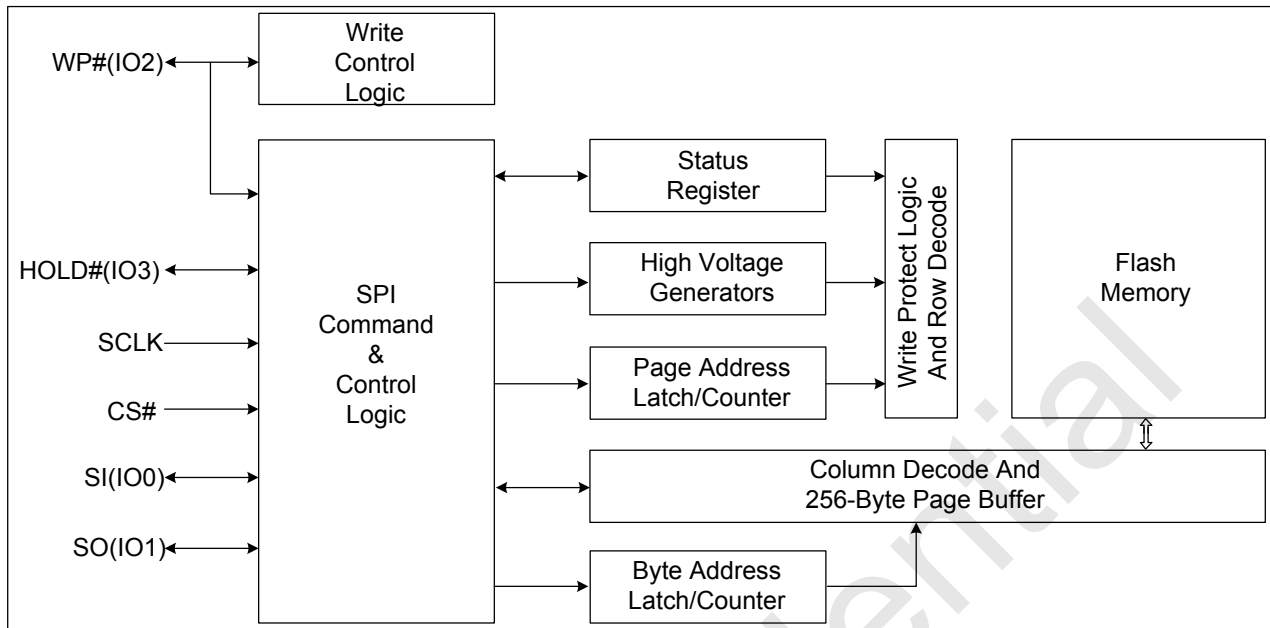 WP#(IO2)
Write
Control
Logic
HOLD#(IO3)
SCLK
CS#
SI(IO0)
SO(IO1)
SPI
Command
&
Control
Logic
Status
Register
High Voltage
Generators
Page Address
Latch/Counter
Write Protect Logic
And Row Decode
Flash
Memory
Column Decode And
256-Byte Page Buffer
Byte Address
Latch/Counter